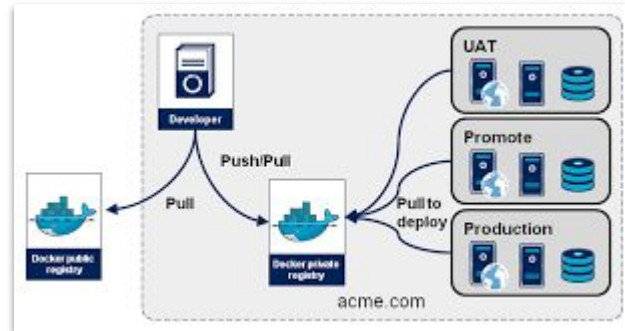 UAT
Developer
Promote
Push/Pull
Pull
Pull to
deploy
Production
Docker public
registry
Docker private
registry
acme.com